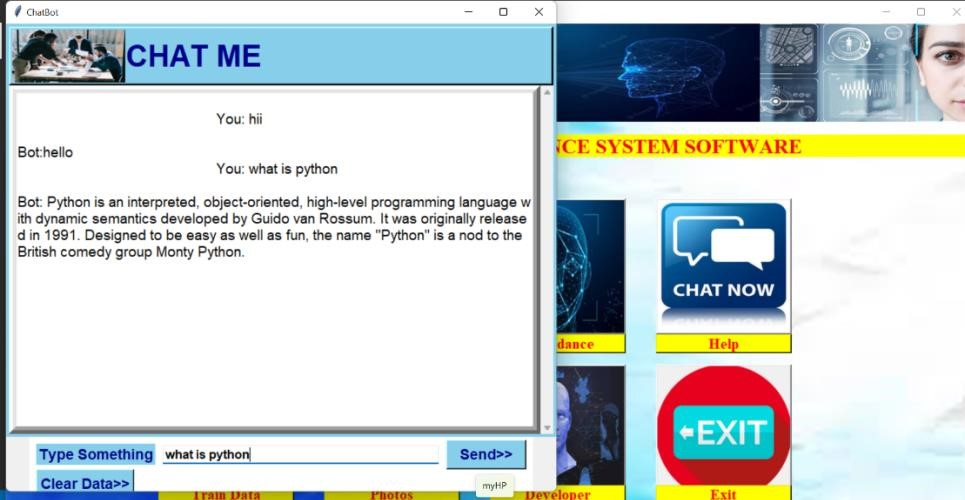 ChatBot
CHAT ME
You: hii
Bot:hello
You: what is python
Bot: Python is an interpreted, object-oriented, high-level programming language w
ith dynamic semantics developed by Guido van Rossum. It was originally release
d in 1991. Designed to be easy as well as fun, the name "Python" is a nod to the
British comedy group Monty Python.
Type Something
what is python
Send>>
Clear Data>>
myHP
NCE SYSTEM SOFTWARE
CHAT NOW
dance
Help
EXIT
Train Data
Photos
Developer
Exit